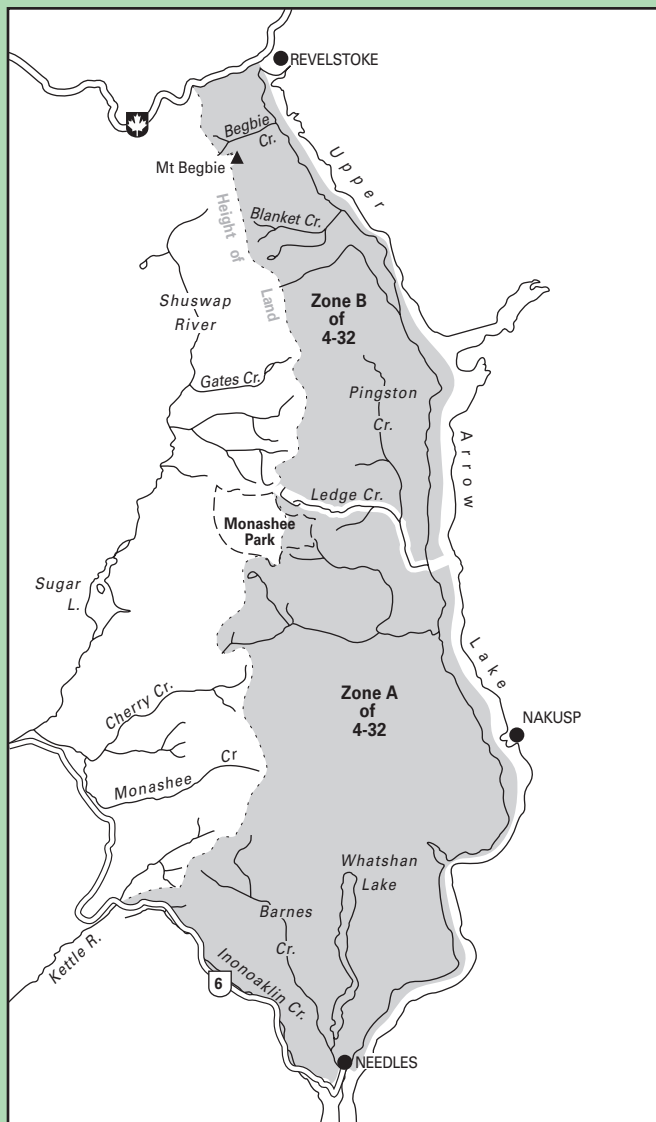 REVELSTOKE
Begbie
Cr.
Mt Begbie
Upper
Height of
Land
Blanket Cr.
Shuswap
River
Zone B
of
4-32
Gates Cr.
Pingston
Cr.
Arrow
Ledge Cr.
Monashee
Park
Sugar
L.
Lake
Zone A
of
4-32
Cherry Cr.
NAKUSP
Monashee Cr
Whatshan
Lake
Barnes
Cr.
Kettle R.
Inonoaklin Cr.
6
NEEDLES